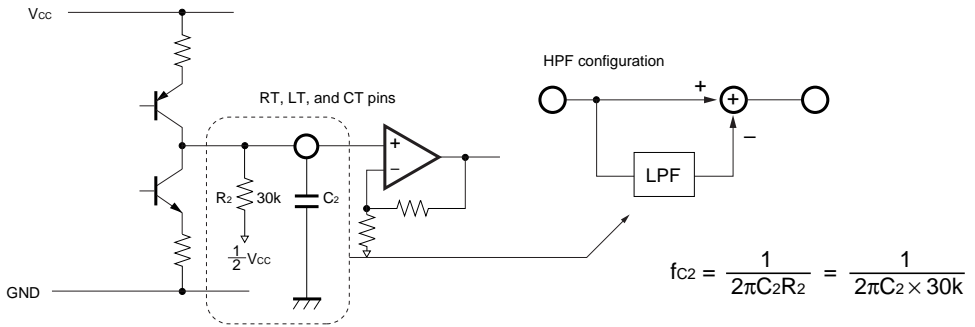 Vcc
HPF configuration
RT, LT, and CT pins
+
+
+
−
+
−
LPF
R2
30k
C2
1/2 Vcc
fC2 = 1/2πC2R2 = 1/2πC2 × 30k
GND